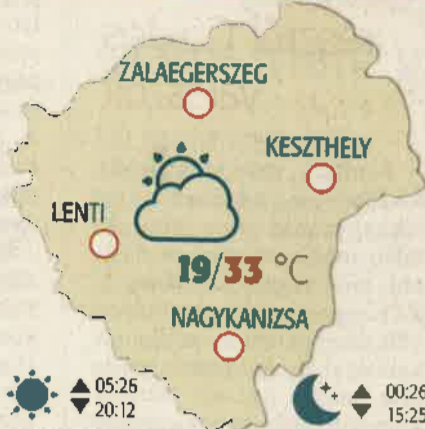 ZALAEGERSZEG
KESZTHELY
LENTI
19/33 °C
NAGYKANIZSA
05:26
20:12
00:26
15:25